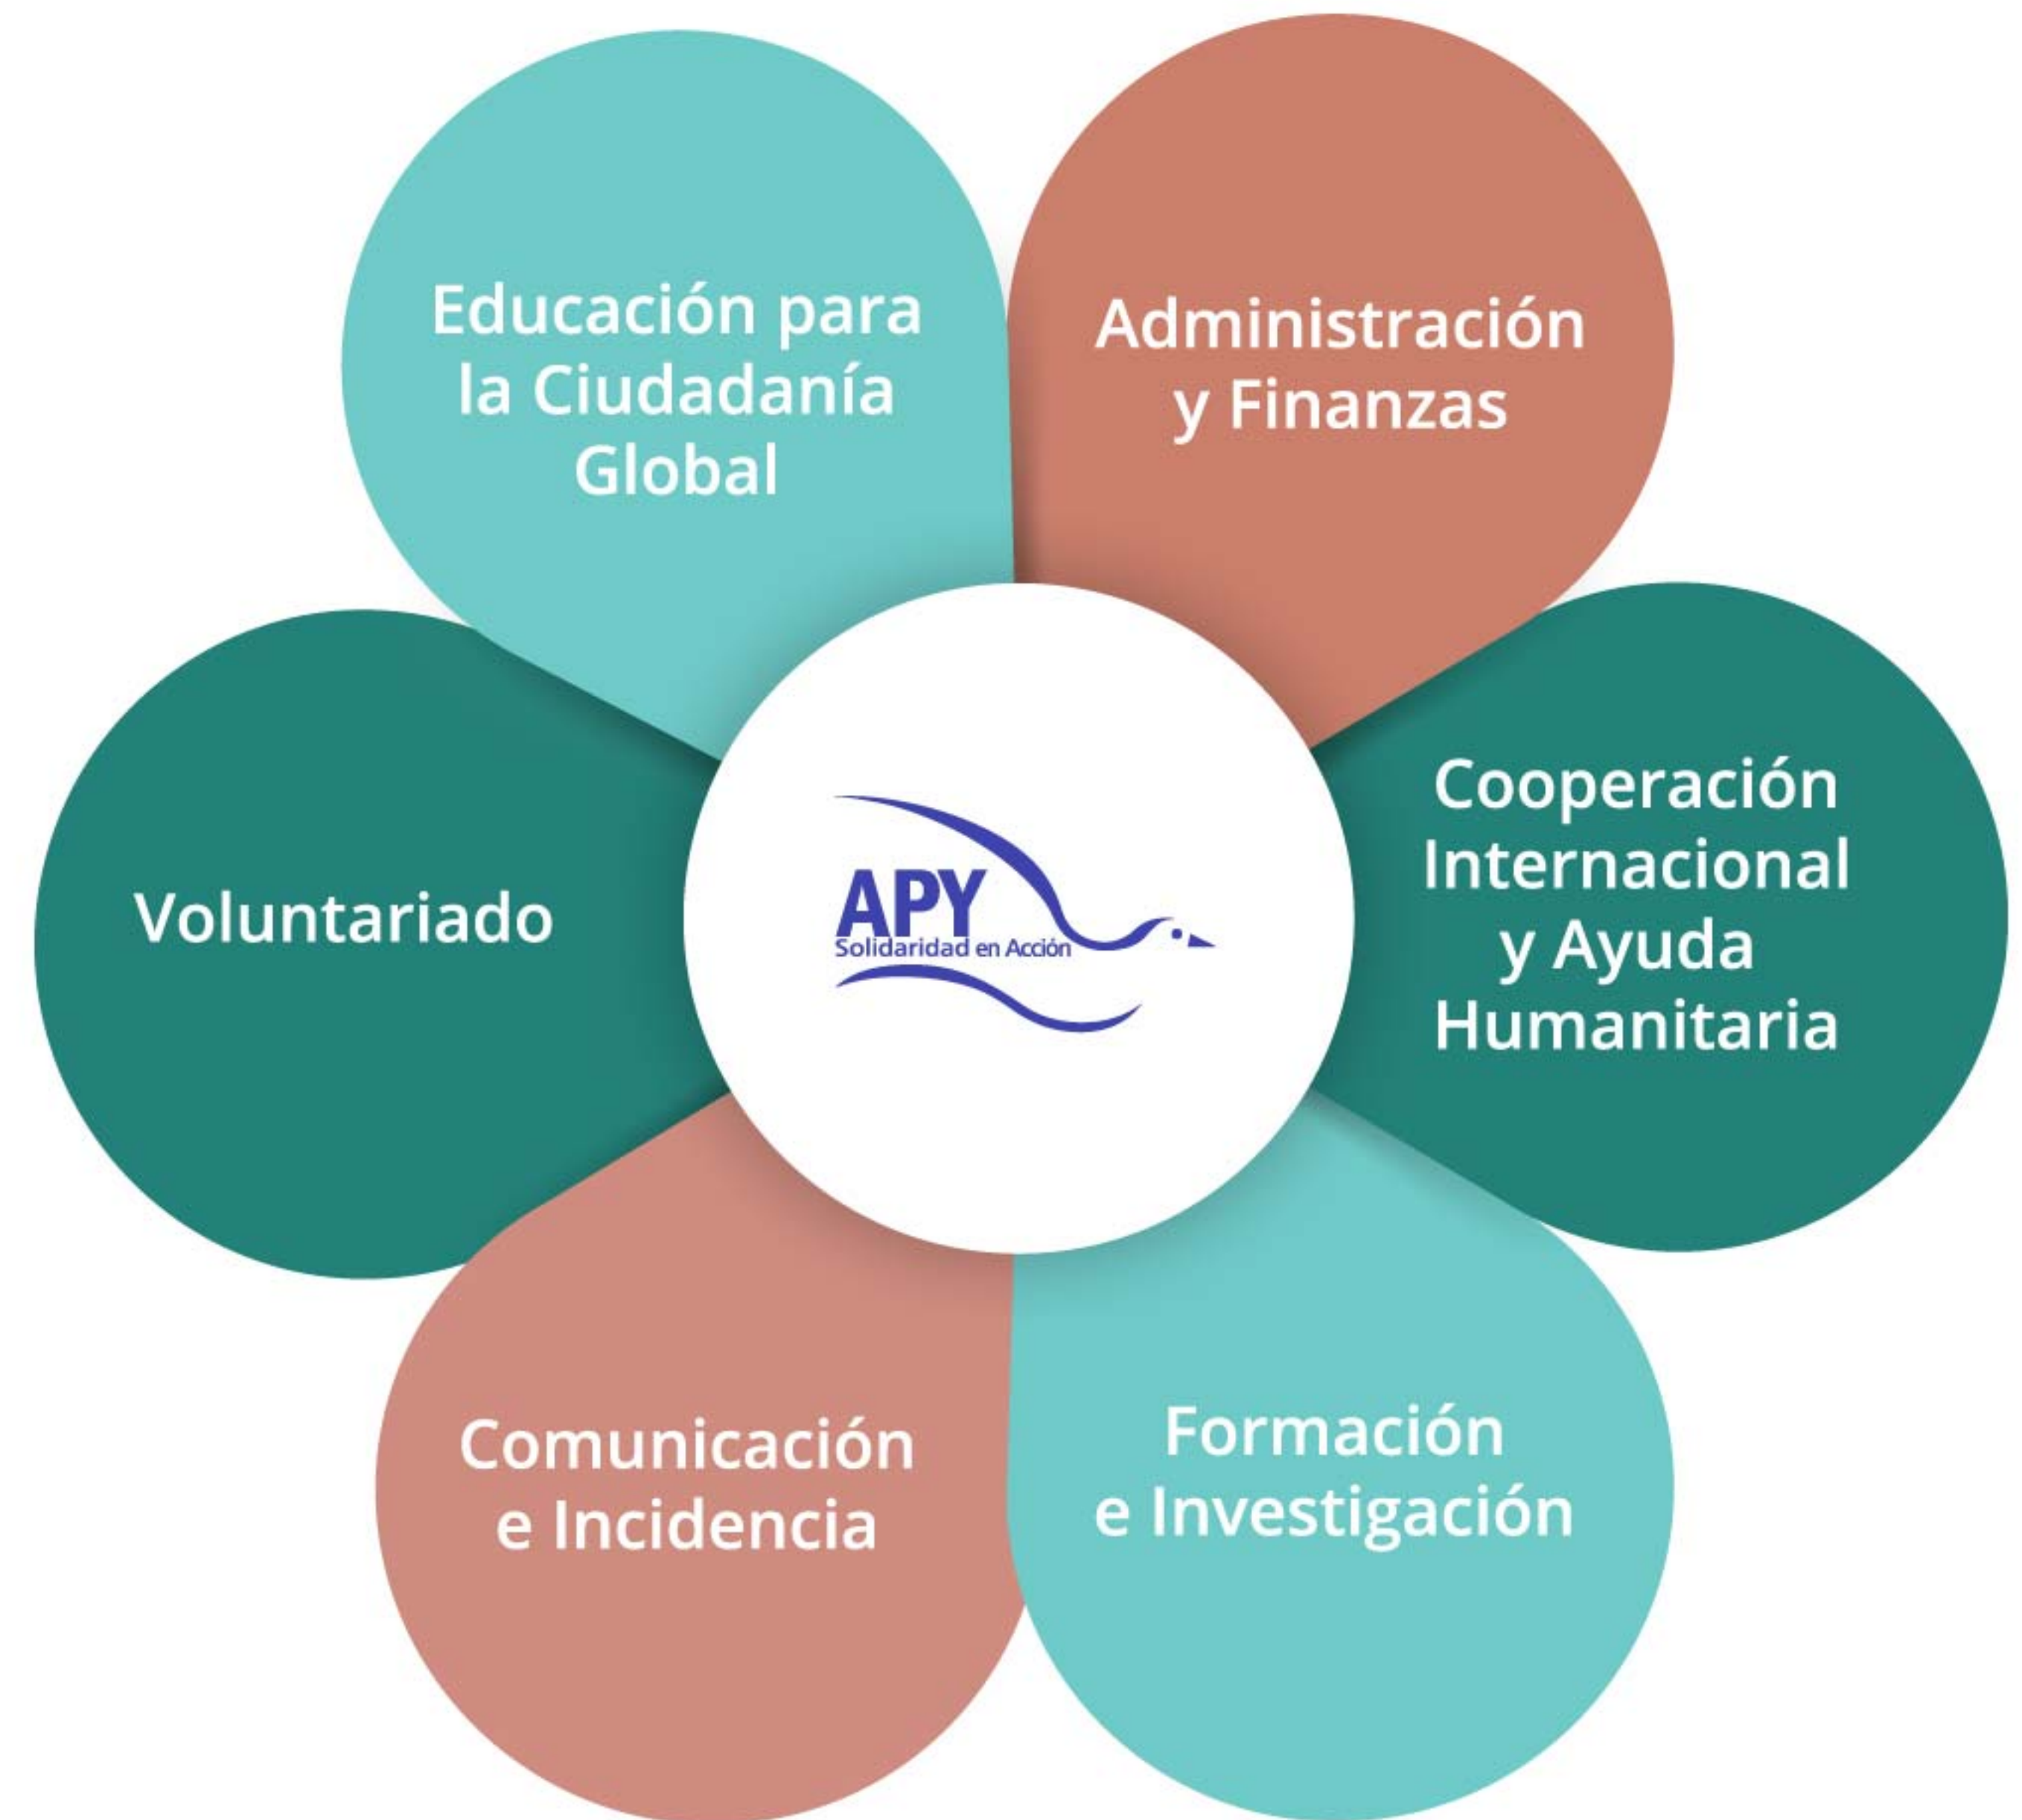 Educación para
la Ciudadanía
Global
Administración
y Finanzas
Cooperación
Internacional
y Ayuda
Humanitaria
Voluntariado
APY
Solidaridad en Acción
Comunicación
e Incidencia
Formación
e Investigación